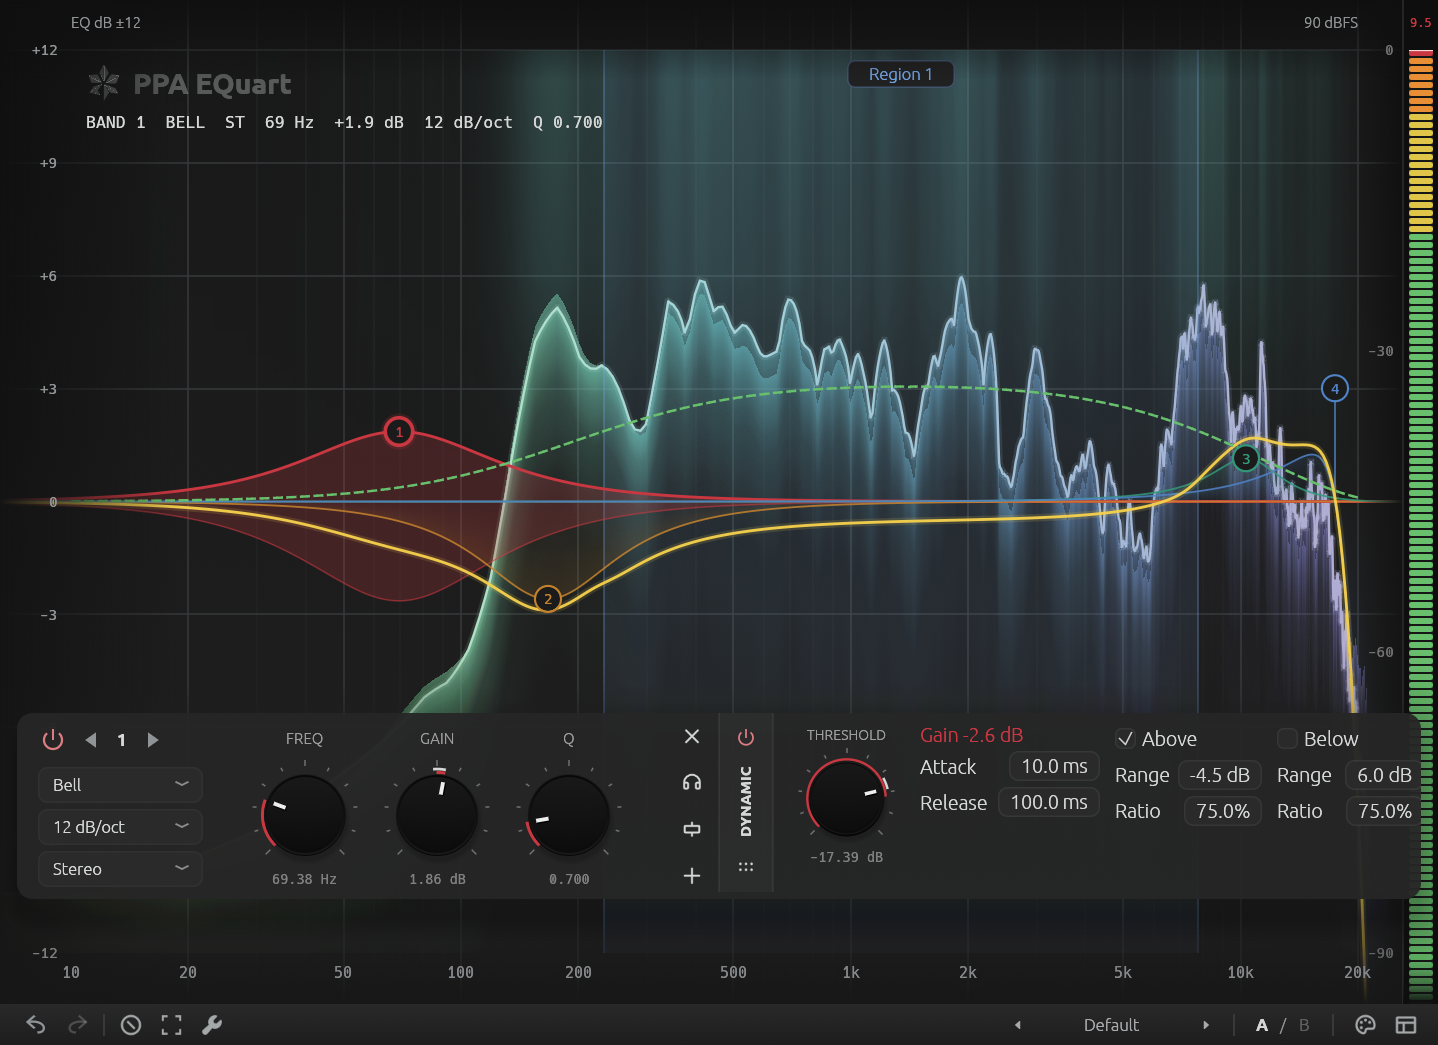 EQ dB ±12
90 dBFS
9.5
+12
0
PPA EQuart
Region 1
BAND 1 BELL ST 69 Hz +1.9 dB 12 dB/oct Q 0.700
+9
+6
-30
+3
4
1
3
0
2
-3
-60
1
FREQ
GAIN
Q
Bell
12 dB/oct
Stereo
69.38 Hz
1.86 dB
0.700
DYNAMIC
THRESHOLD
-17.39 dB
Gain -2.6 dB
Attack 10.0 ms
Release 100.0 ms
Above
Range -4.5 dB
Ratio 75.0%
Below
Range 6.0 dB
Ratio 75.0%
-12
-90
10 20 50 100 200 500 1k 2k 5k 10k 20k
Default
A / B